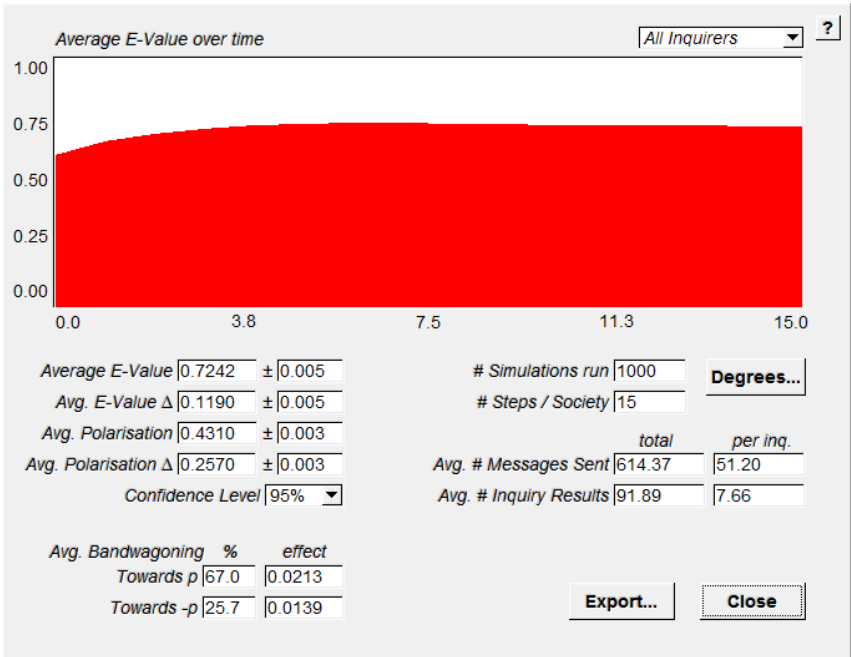 Average E-Value over time
All Inquirers
?
1.00
0.75
0.50
0.25
0.00
0.0 3.8 7.5 11.3 15.0
Average E-Value 0.7242 ± 0.005
Avg. E-Value Δ 0.1190 ± 0.005
Avg. Polarisation 0.4310 ± 0.003
Avg. Polarisation Δ 0.2570 ± 0.003
Confidence Level 95%
# Simulations run 1000
# Steps / Society 15
Degrees...
total per inq.
Avg. # Messages Sent 614.37 51.20
Avg. # Inquiry Results 91.89 7.66
Avg. Bandwagoning % effect
Towards p 67.0 0.0213
Towards -p 25.7 0.0139
Export...
Close